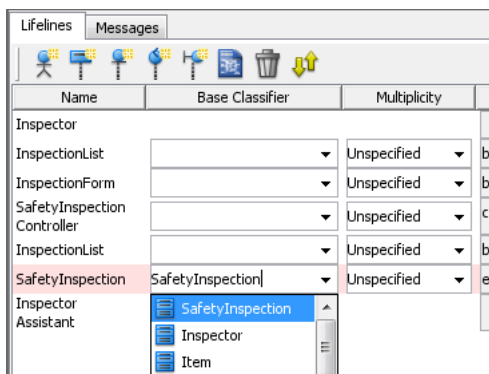 Lifelines Messages
Name Base Classifier Multiplicity
Inspector
InspectionList Unspecified b
InspectionForm Unspecified b
SafetyInspection
Controller Unspecified c
InspectionList Unspecified b
SafetyInspection SafetyInspection Unspecified e
Inspector
Assistant
SafetyInspection
Inspector
Item